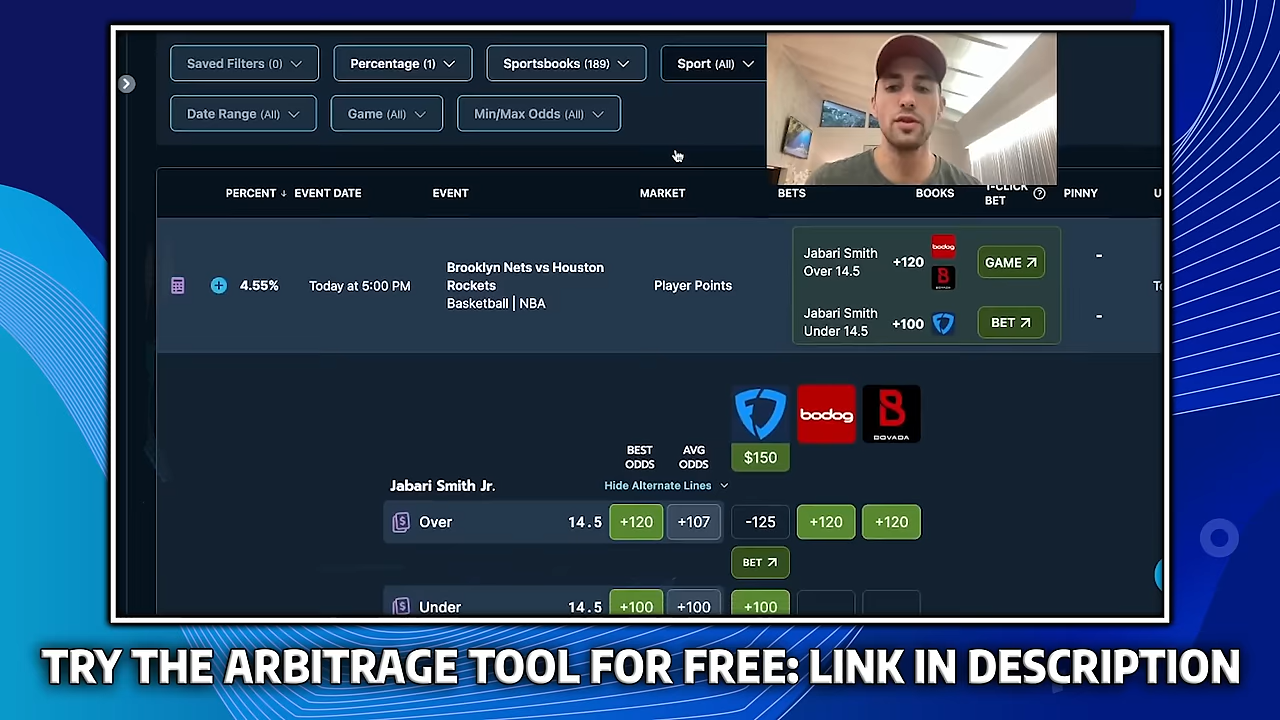 Saved Filters (0)
Percentage (1)
Sportsbooks (189)
Sport (All)
Date Range (All)
Game (All)
Min/Max Odds (All)
PERCENT ↓
EVENT DATE
EVENT
MARKET
BETS
BOOKS
1-CLICK
BET
?
PINNY
4.55%
Today at 5:00 PM
Brooklyn Nets vs Houston
Rockets
Basketball | NBA
Player Points
Jabari Smith
Over 14.5
+120
bodog
B
BOVADA
GAME
-
Jabari Smith
Under 14.5
+100
BET
-
bodog
B
BOVADA
BEST
ODDS
AVG
ODDS
$150
Jabari Smith Jr.
Hide Alternate Lines
Over
14.5
+120
+107
-125
+120
+120
BET
Under
14.5
+100
+100
+100
TRY THE ARBITRAGE TOOL FOR FREE: LINK IN DESCRIPTION